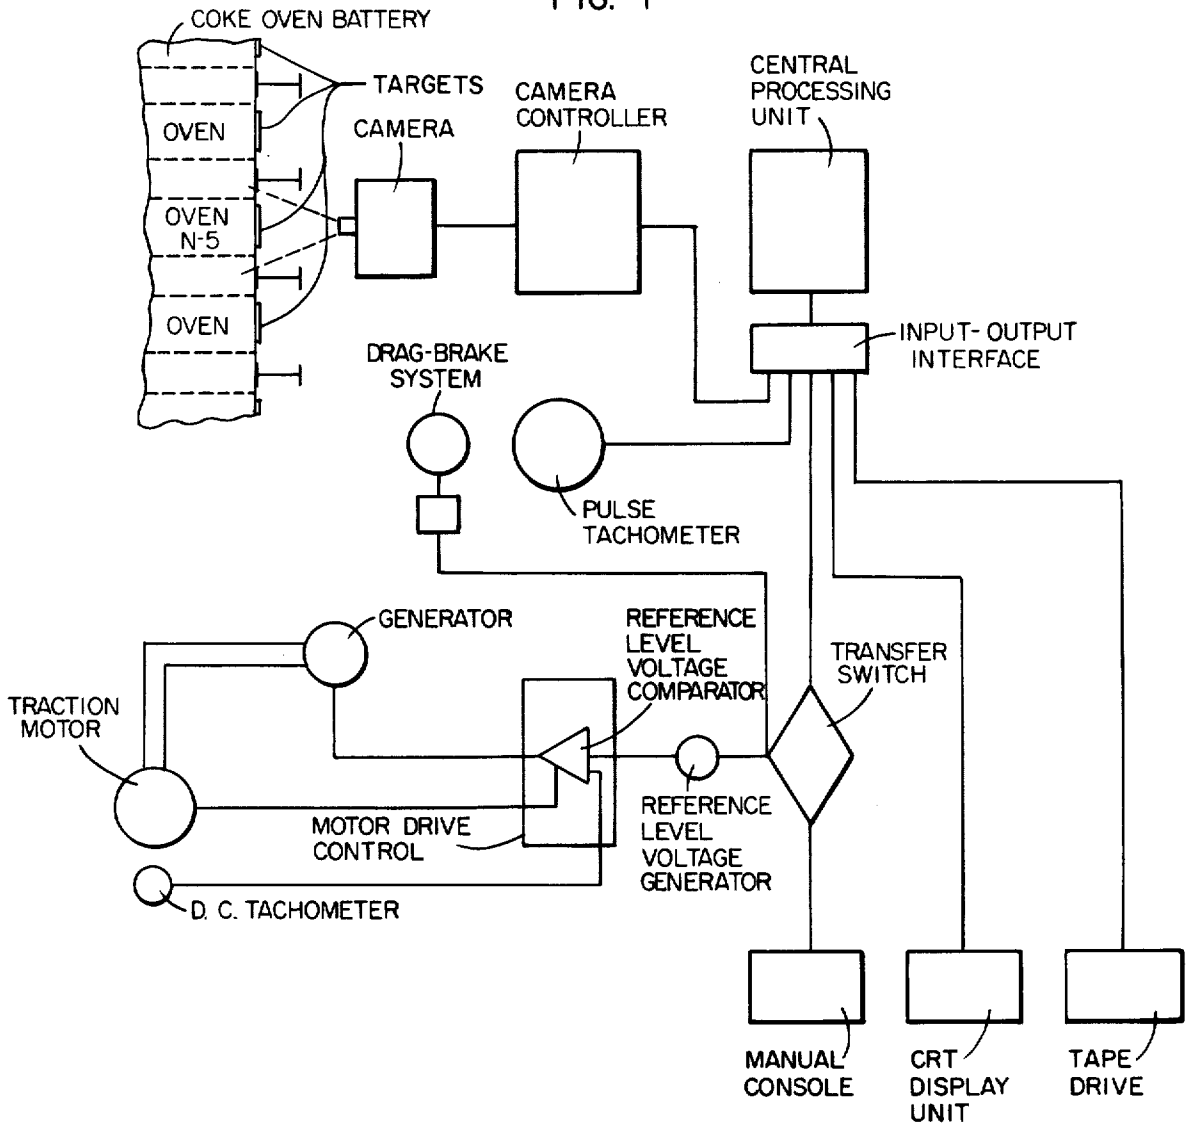 FIG. 1
COKE OVEN BATTERY
TARGETS
OVEN
CAMERA
OVEN
N-5
OVEN
CAMERA
CONTROLLER
CENTRAL
PROCESSING
UNIT
INPUT-OUTPUT
INTERFACE
DRAG-BRAKE
SYSTEM
PULSE
TACHOMETER
GENERATOR
REFERENCE
LEVEL
VOLTAGE
COMPARATOR
TRANSFER
SWITCH
TRACTION
MOTOR
MOTOR DRIVE
CONTROL
REFERENCE
LEVEL
VOLTAGE
GENERATOR
D. C. TACHOMETER
MANUAL
CONSOLE
CRT
DISPLAY
UNIT
TAPE
DRIVE